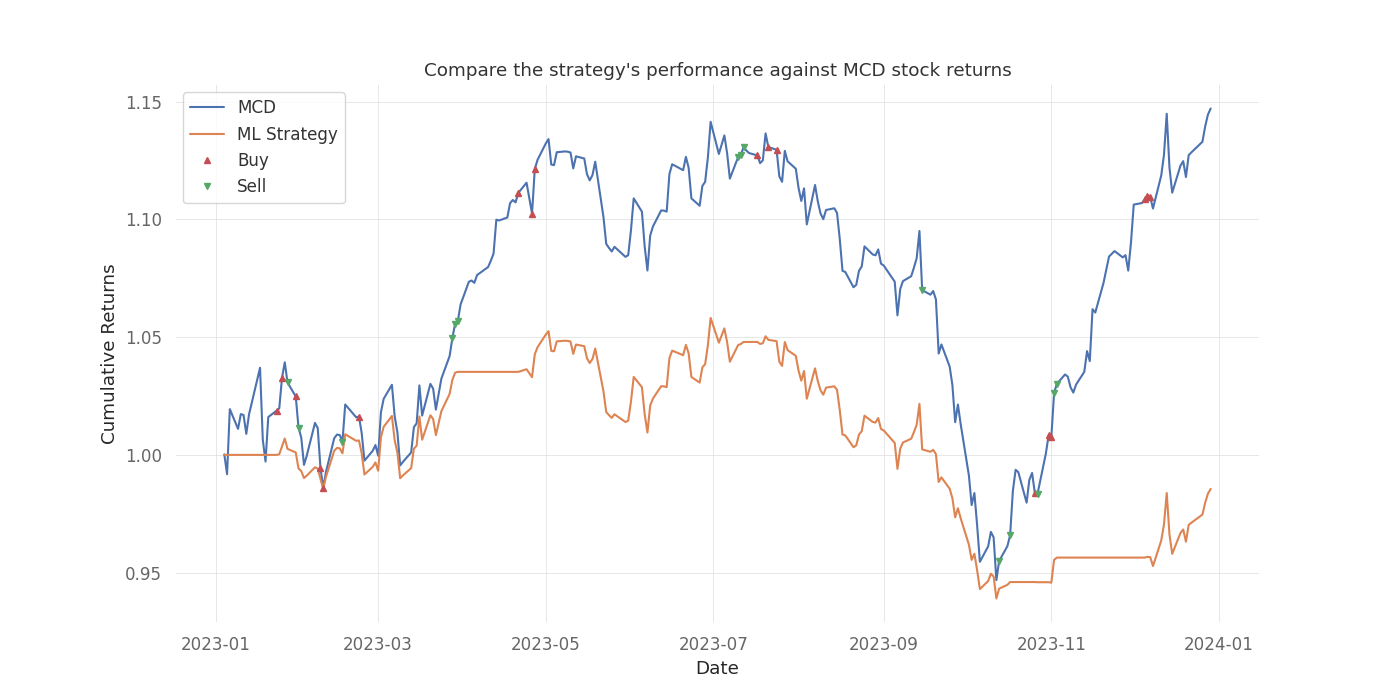 Compare the strategy's performance against MCD stock returns
MCD
ML Strategy
Buy
Sell
Cumulative Returns
1.15
1.10
1.05
1.00
0.95
2023-01 2023-03 2023-05 2023-07 2023-09 2023-11 2024-01
Date